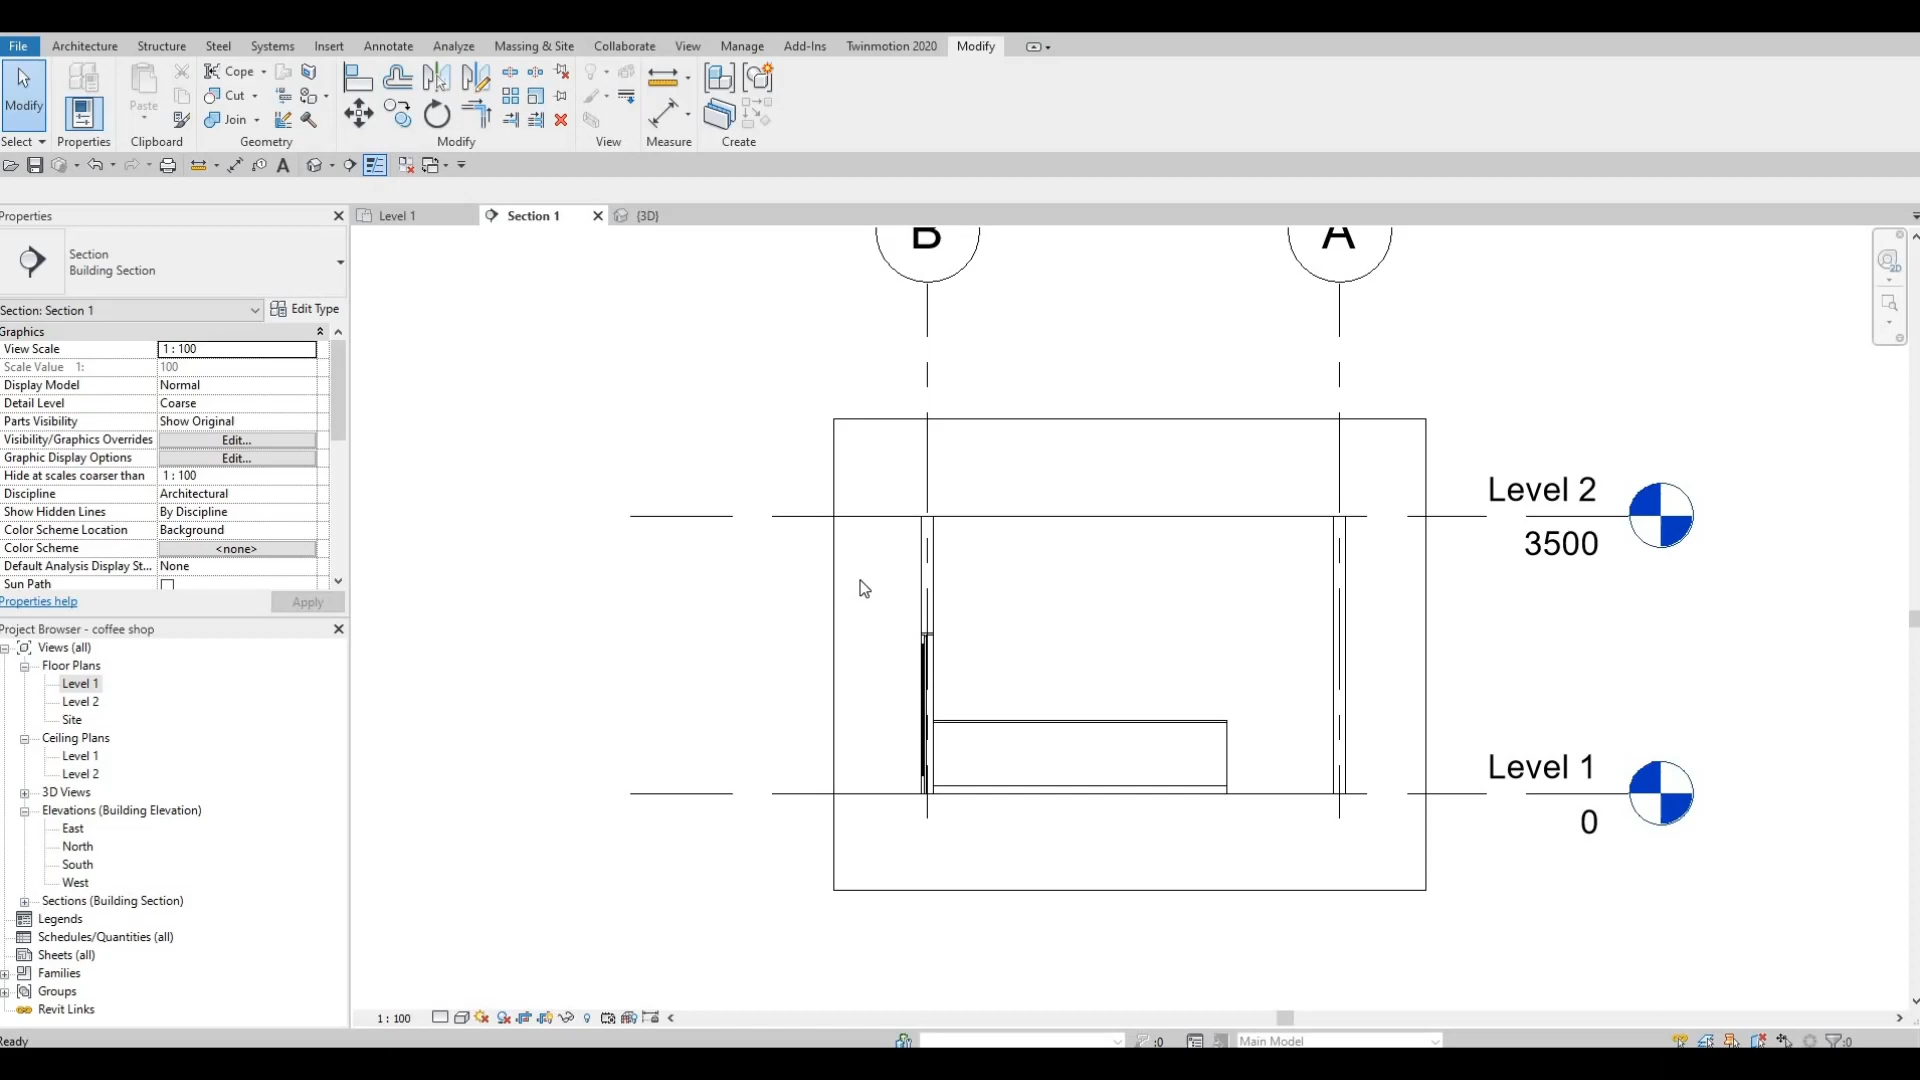 File Architecture Structure Steel Systems Insert Annotate Analyze Massing & Site Collaborate View Manage Add-Ins Twinmotion 2020 Modify
Modify
Paste
Cope
Cut
Join
Select Properties Clipboard Geometry Modify View Measure Create
Properties
Level 1
Section 1
{3D}
Section
Building Section
Section: Section 1
Edit Type
Graphics
View Scale 1 : 100
Scale Value 1: 100
Display Model Normal
Detail Level Coarse
Parts Visibility Show Original
Visibility/Graphics Overrides Edit...
Graphic Display Options Edit...
Hide at scales coarser than 1 : 100
Discipline Architectural
Show Hidden Lines By Discipline
Color Scheme Location Background
Color Scheme <none>
Default Analysis Display St... None
Sun Path
Properties help
Apply
Project Browser - coffee shop
Views (all)
Floor Plans
Level 1
Level 2
Site
Ceiling Plans
Level 1
Level 2
3D Views
Elevations (Building Elevation)
East
North
South
West
Sections (Building Section)
Legends
Schedules/Quantities (all)
Sheets (all)
Families
Groups
Revit Links
B
A
Level 2
3500
Level 1
0
1 : 100
Ready
:0
Main Model
:0